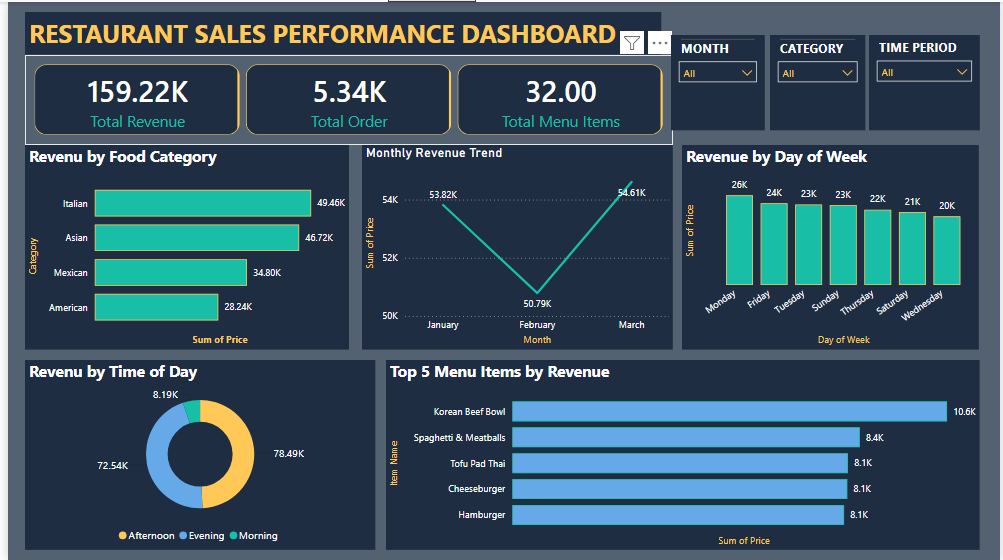 RESTAURANT SALES PERFORMANCE DASHBOARD
159.22K
Total Revenue
5.34K
Total Order
32.00
Total Menu Items
MONTH
All
CATEGORY
All
TIME PERIOD
All
Revenu by Food Category
Category
Italian
49.46K
Asian
46.72K
Mexican
34.80K
American
28.24K
Sum of Price
Monthly Revenue Trend
Sum of Price
54K
52K
50K
53.82K
50.79K
54.61K
January
February
March
Month
Revenue by Day of Week
Sum of Price
26K
24K
23K
23K
22K
21K
20K
Monday
Friday
Tuesday
Sunday
Thursday
Saturday
Wednesday
Day of Week
Revenu by Time of Day
8.19K
72.54K
78.49K
Afternoon Evening Morning
Top 5 Menu Items by Revenue
Item Name
Korean Beef Bowl
10.6K
Spaghetti & Meatballs
8.4K
Tofu Pad Thai
8.1K
Cheeseburger
8.1K
Hamburger
8.1K
Sum of Price